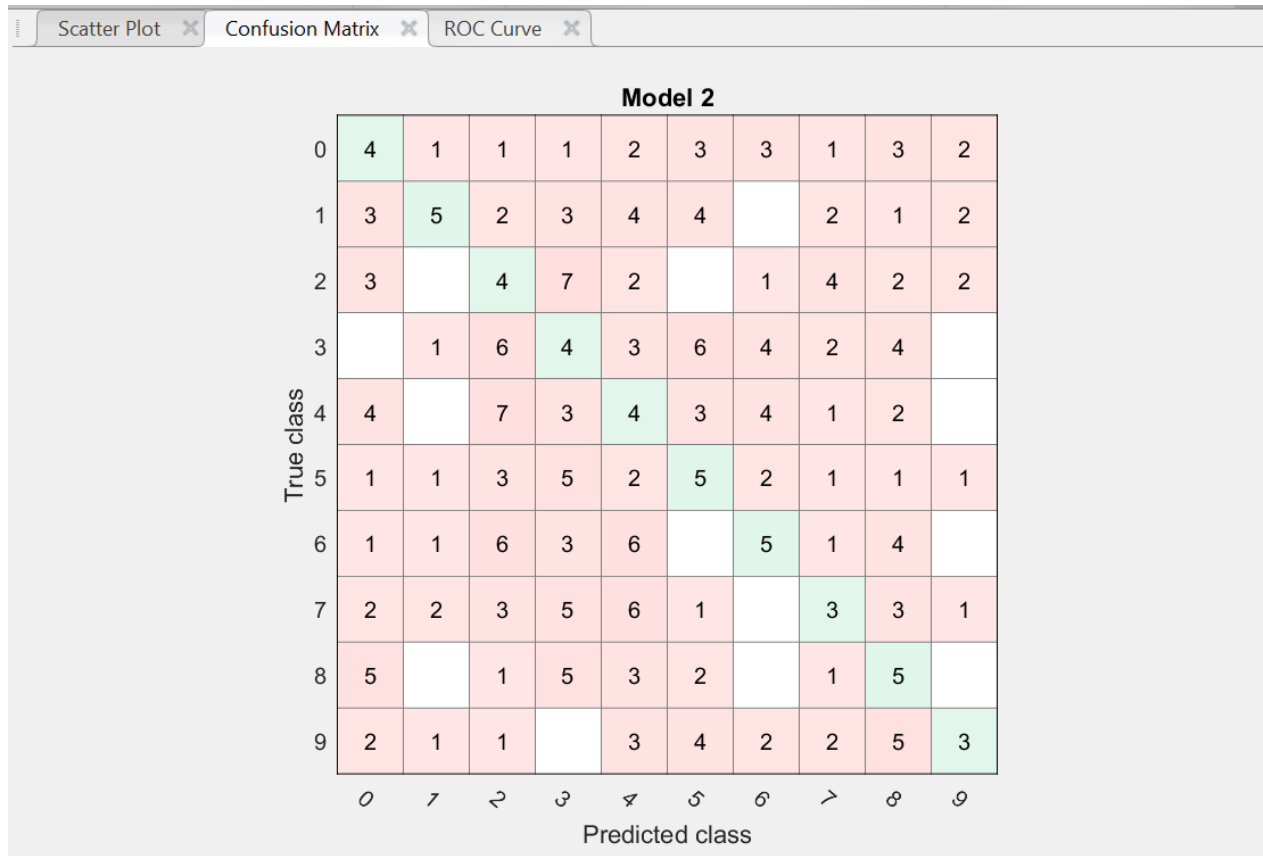 Scatter Plot Confusion Matrix ROC Curve
Model 2
0 4 1 1 1 2 3 3 1 3 2
1 3 5 2 3 4 4 2 1 2
2 3 4 7 2 1 4 2 2
3 1 6 4 3 6 4 2 4
4 4 7 3 4 3 4 1 2
5 1 1 3 5 2 5 2 1 1 1
6 1 1 6 3 6 5 1 4
7 2 2 3 5 6 1 3 3 1
8 5 1 5 3 2 1 5
9 2 1 1 3 4 2 2 5 3
True class
0 1 2 3 4 5 6 7 8 9
Predicted class